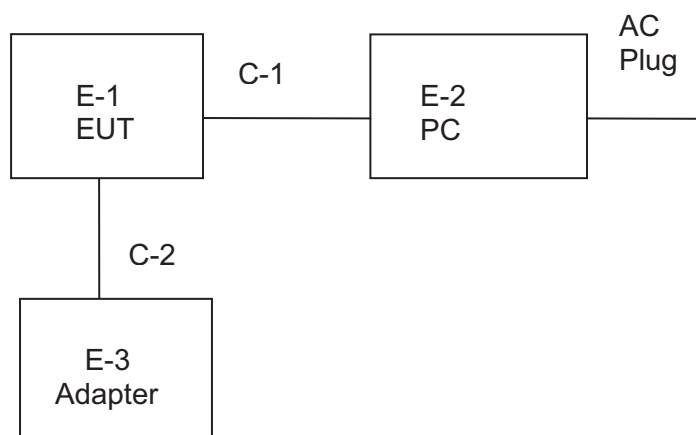 AC
Plug
C-1
E-1
EUT
E-2
PC
C-2
E-3
Adapter